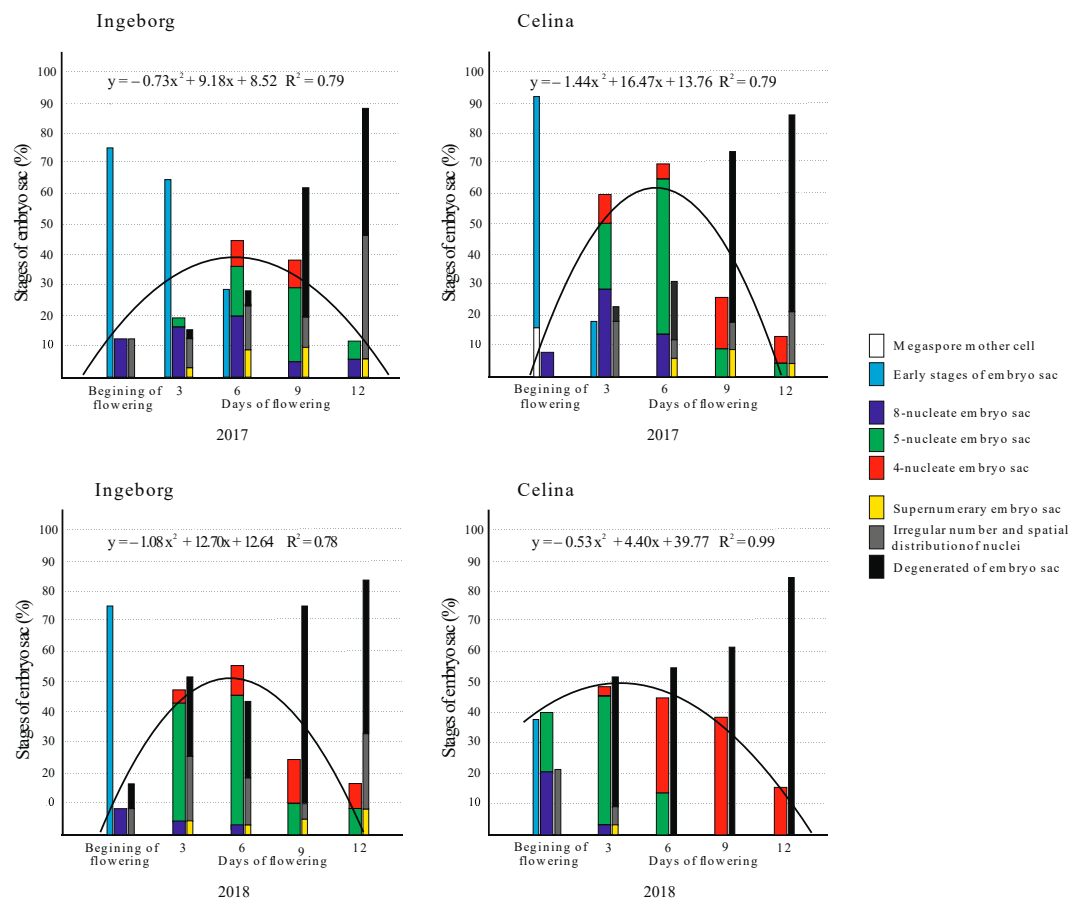 Ingeborg
y = – 0.73x² + 9.18x + 8.52 R² = 0.79
Stages of embryo sac (%)
100
90
80
70
60
50
40
30
20
10
Begining of
flowering
3
6
9
12
Days of flowering
2017
Celina
y = – 1.44x² + 16.47x + 13.76 R² = 0.79
Stages of embryo sac (%)
100
90
80
70
60
50
40
30
20
10
Begining of
flowering
3
6
9
12
Days of flowering
2017
Megaspore mother cell
Early stages of embryo sac
8-nucleate embryo sac
5-nucleate embryo sac
4-nucleate embryo sac
Supernumerary embryo sac
Irregular number and spatial
distribution of nuclei
Degenerated of embryo sac
Ingeborg
y = – 1.08x² + 12.70x + 12.64 R² = 0.78
Stages of embryo sac (%)
100
90
80
70
60
50
40
30
20
0
Begining of
flowering
3
6
9
12
Days of flowering
2018
Celina
y = – 0.53x² + 4.40x + 39.77 R² = 0.99
Stages of embryo sac (%)
100
90
80
70
60
50
40
30
20
10
Begining of
flowering
3
6
9
12
Days of flowering
2018